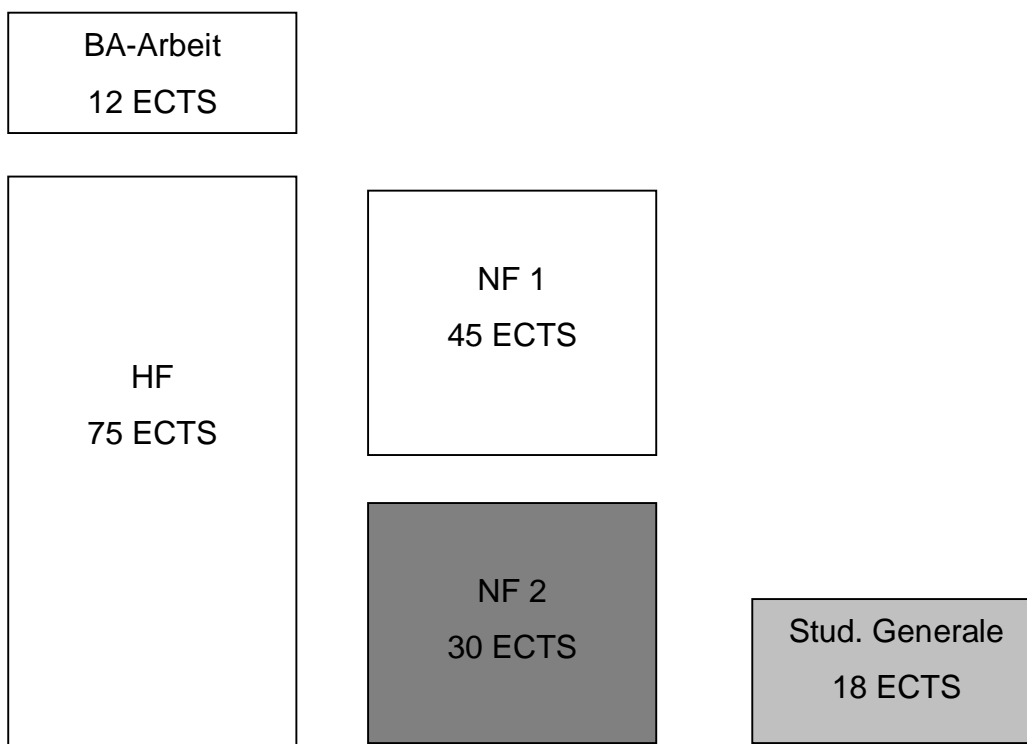 BA-Arbeit
12 ECTS
HF
75 ECTS
NF 1
45 ECTS
NF 2
30 ECTS
Stud. Generale
18 ECTS